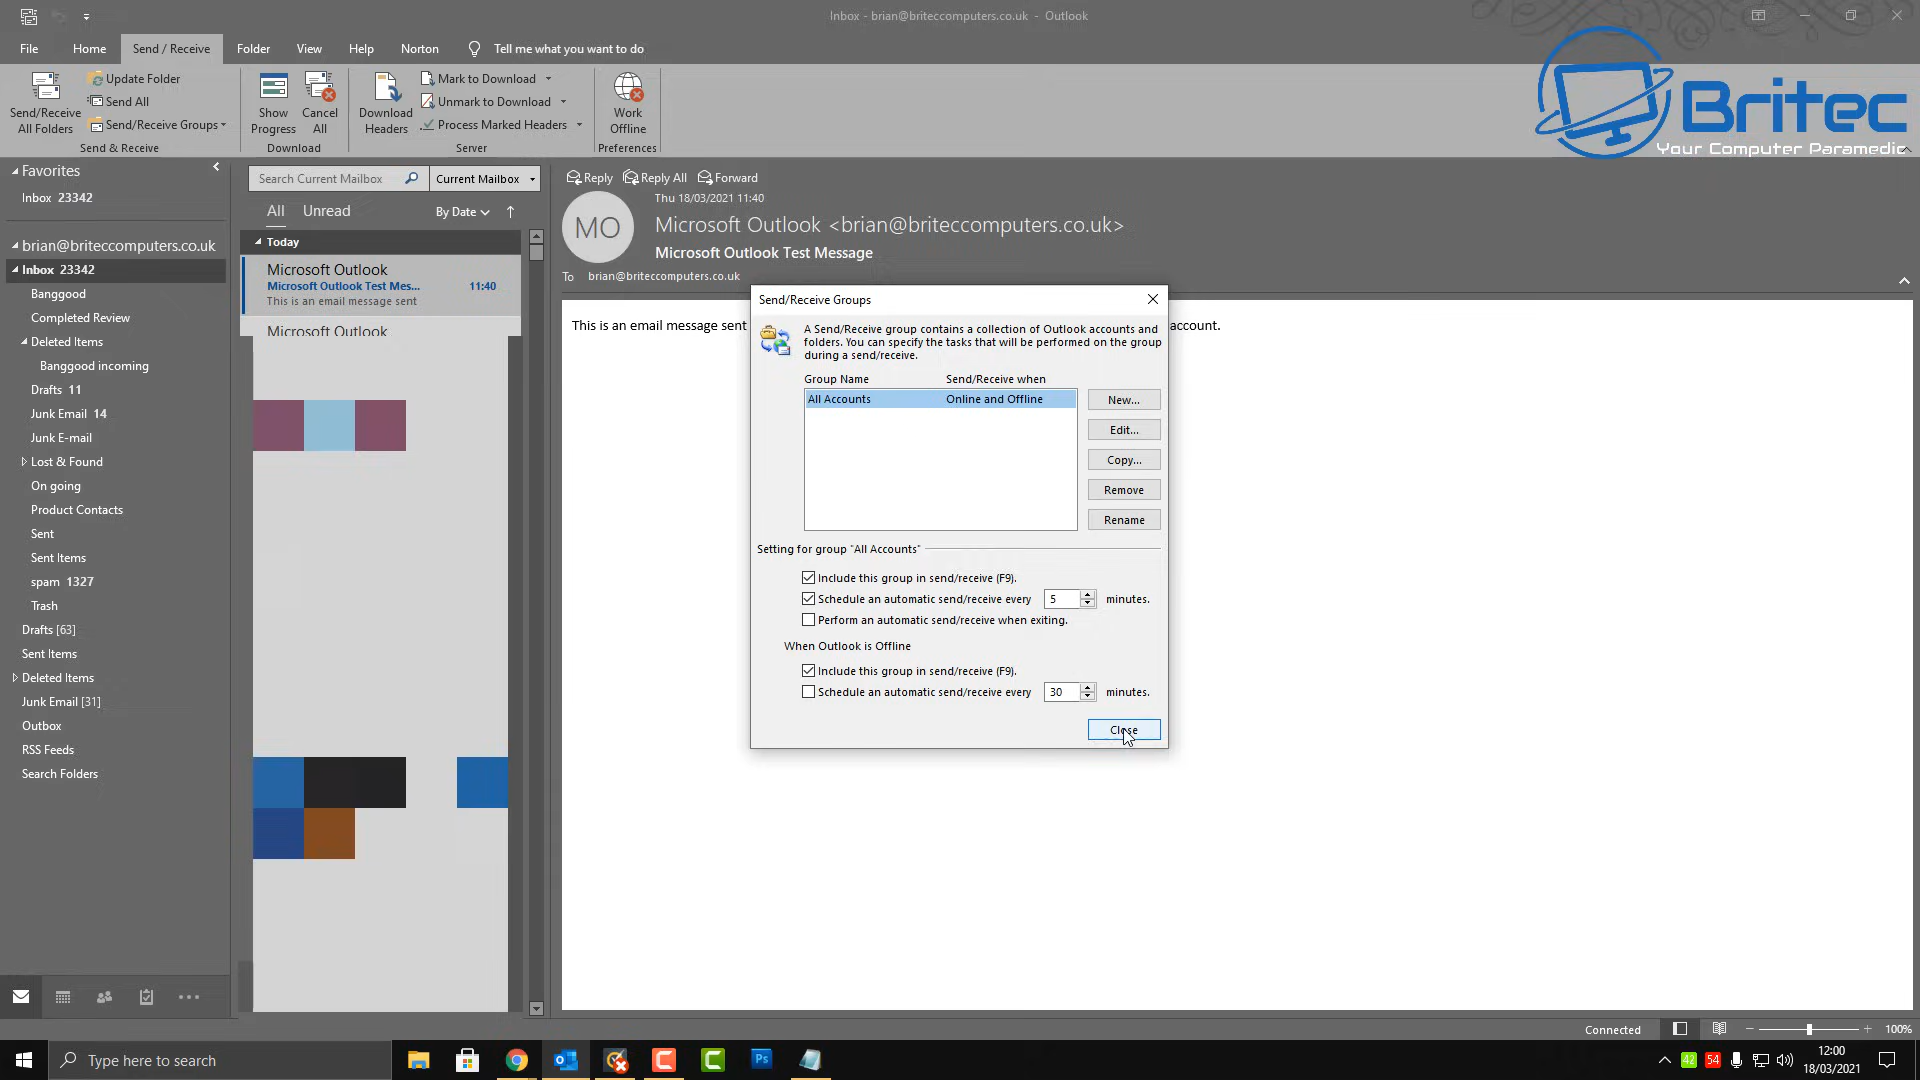 Inbox - brian@briteccomputers.co.uk - Outlook
File Home Send / Receive Folder View Help Norton Tell me what you want to do
Send/Receive All Folders
Update Folder
Send All
Send/Receive Groups
Send & Receive
Show Progress
Cancel All
Download
Download Headers
Mark to Download
Unmark to Download
Process Marked Headers
Server
Work Offline
Preferences
Britec
Your Computer Paramedic
Favorites
Inbox 23342
brian@briteccomputers.co.uk
Inbox 23342
Banggood
Completed Review
Deleted Items
Banggood incoming
Drafts 11
Junk Email 14
Junk E-mail
Lost & Found
On going
Product Contacts
Sent
Sent Items
spam 1327
Trash
Drafts [63]
Sent Items
Deleted Items
Junk Email [31]
Outbox
RSS Feeds
Search Folders
Search Current Mailbox
Current Mailbox
All Unread By Date
Today
Microsoft Outlook
Microsoft Outlook Test Mes... 11:40
This is an email message sent
Microsoft Outlook
Reply Reply All Forward
Thu 18/03/2021 11:40
MO
Microsoft Outlook <brian@briteccomputers.co.uk>
Microsoft Outlook Test Message
To brian@briteccomputers.co.uk
This is an email message sent
account.
Send/Receive Groups
A Send/Receive group contains a collection of Outlook accounts and
folders. You can specify the tasks that will be performed on the group
during a send/receive.
Group Name Send/Receive when
All Accounts Online and Offline
New...
Edit...
Copy...
Remove
Rename
Setting for group "All Accounts"
Include this group in send/receive (F9).
Schedule an automatic send/receive every 5 minutes.
Perform an automatic send/receive when exiting.
When Outlook is Offline
Include this group in send/receive (F9).
Schedule an automatic send/receive every 30 minutes.
Close
Connected
100%
Type here to search
Ps
42
54
12:00
18/03/2021